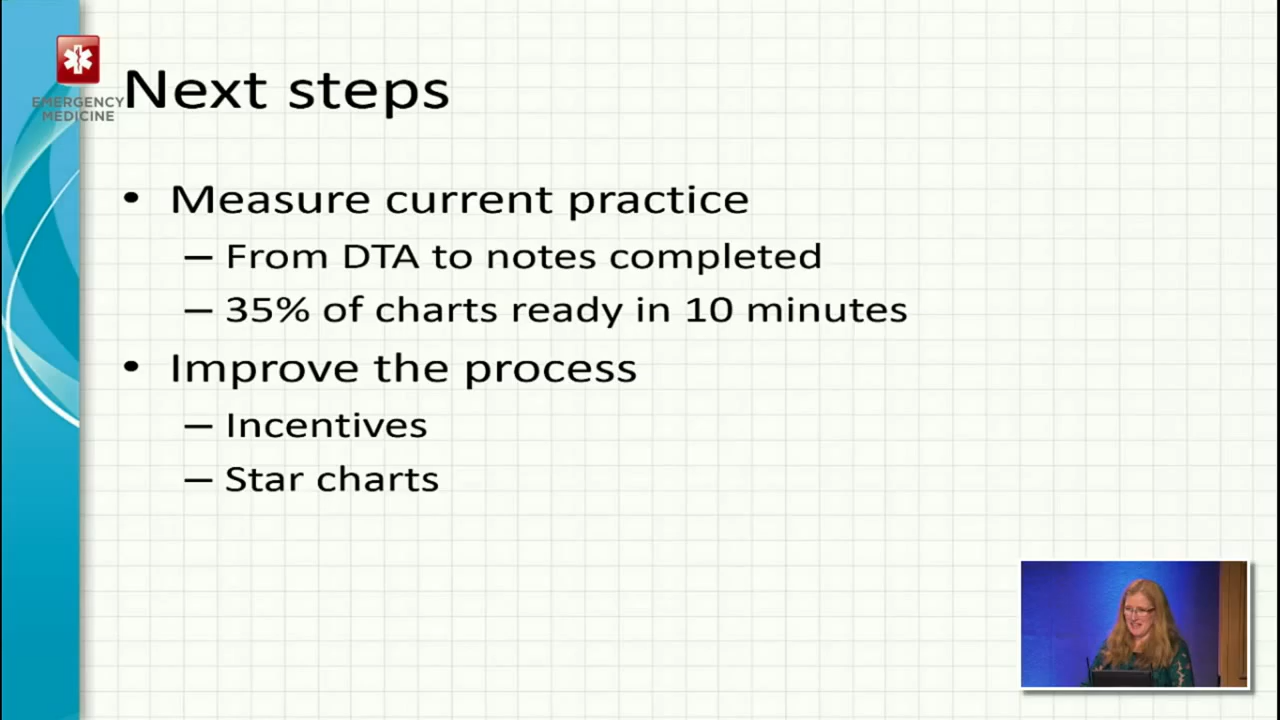 EMERGENCY
MEDICINE
Next steps
• Measure current practice
– From DTA to notes completed
– 35% of charts ready in 10 minutes
• Improve the process
– Incentives
– Star charts